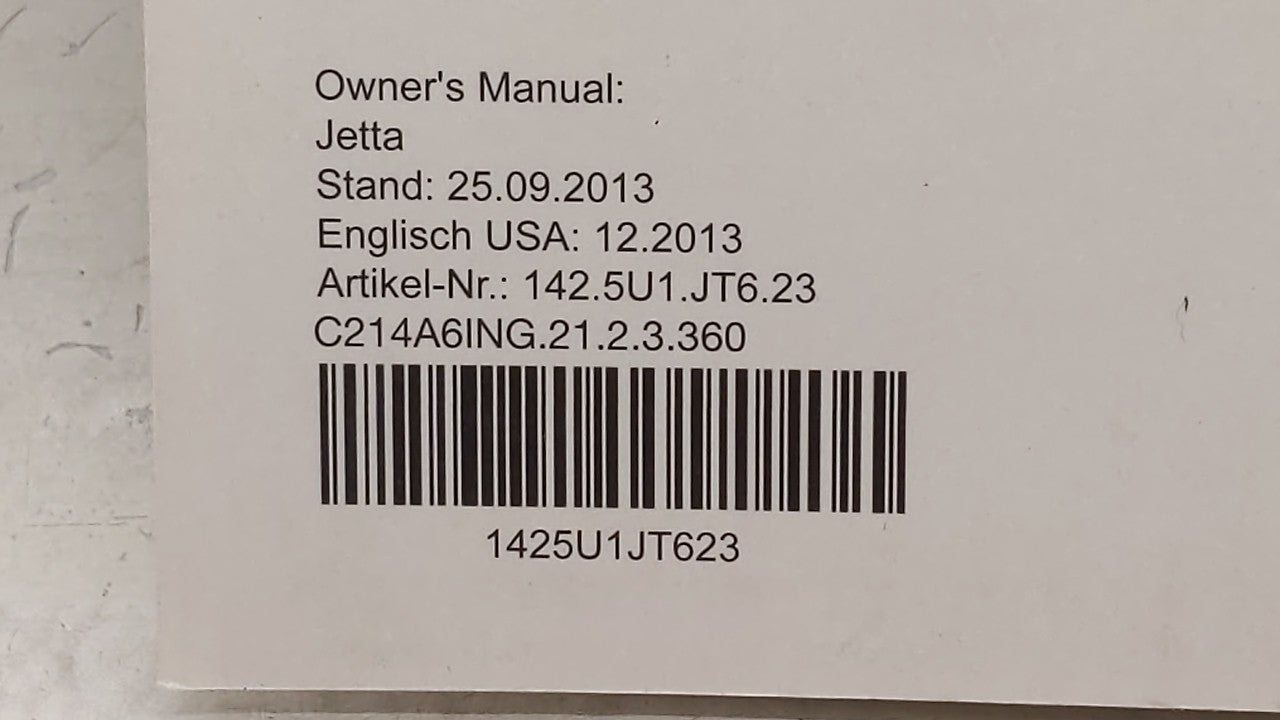 Owner's Manual:
Jetta
Stand: 25.09.2013
Englisch USA: 12.2013
Artikel-Nr.: 142.5U1.JT6.23
C214A6ING.21.2.3.360
1425U1JT623